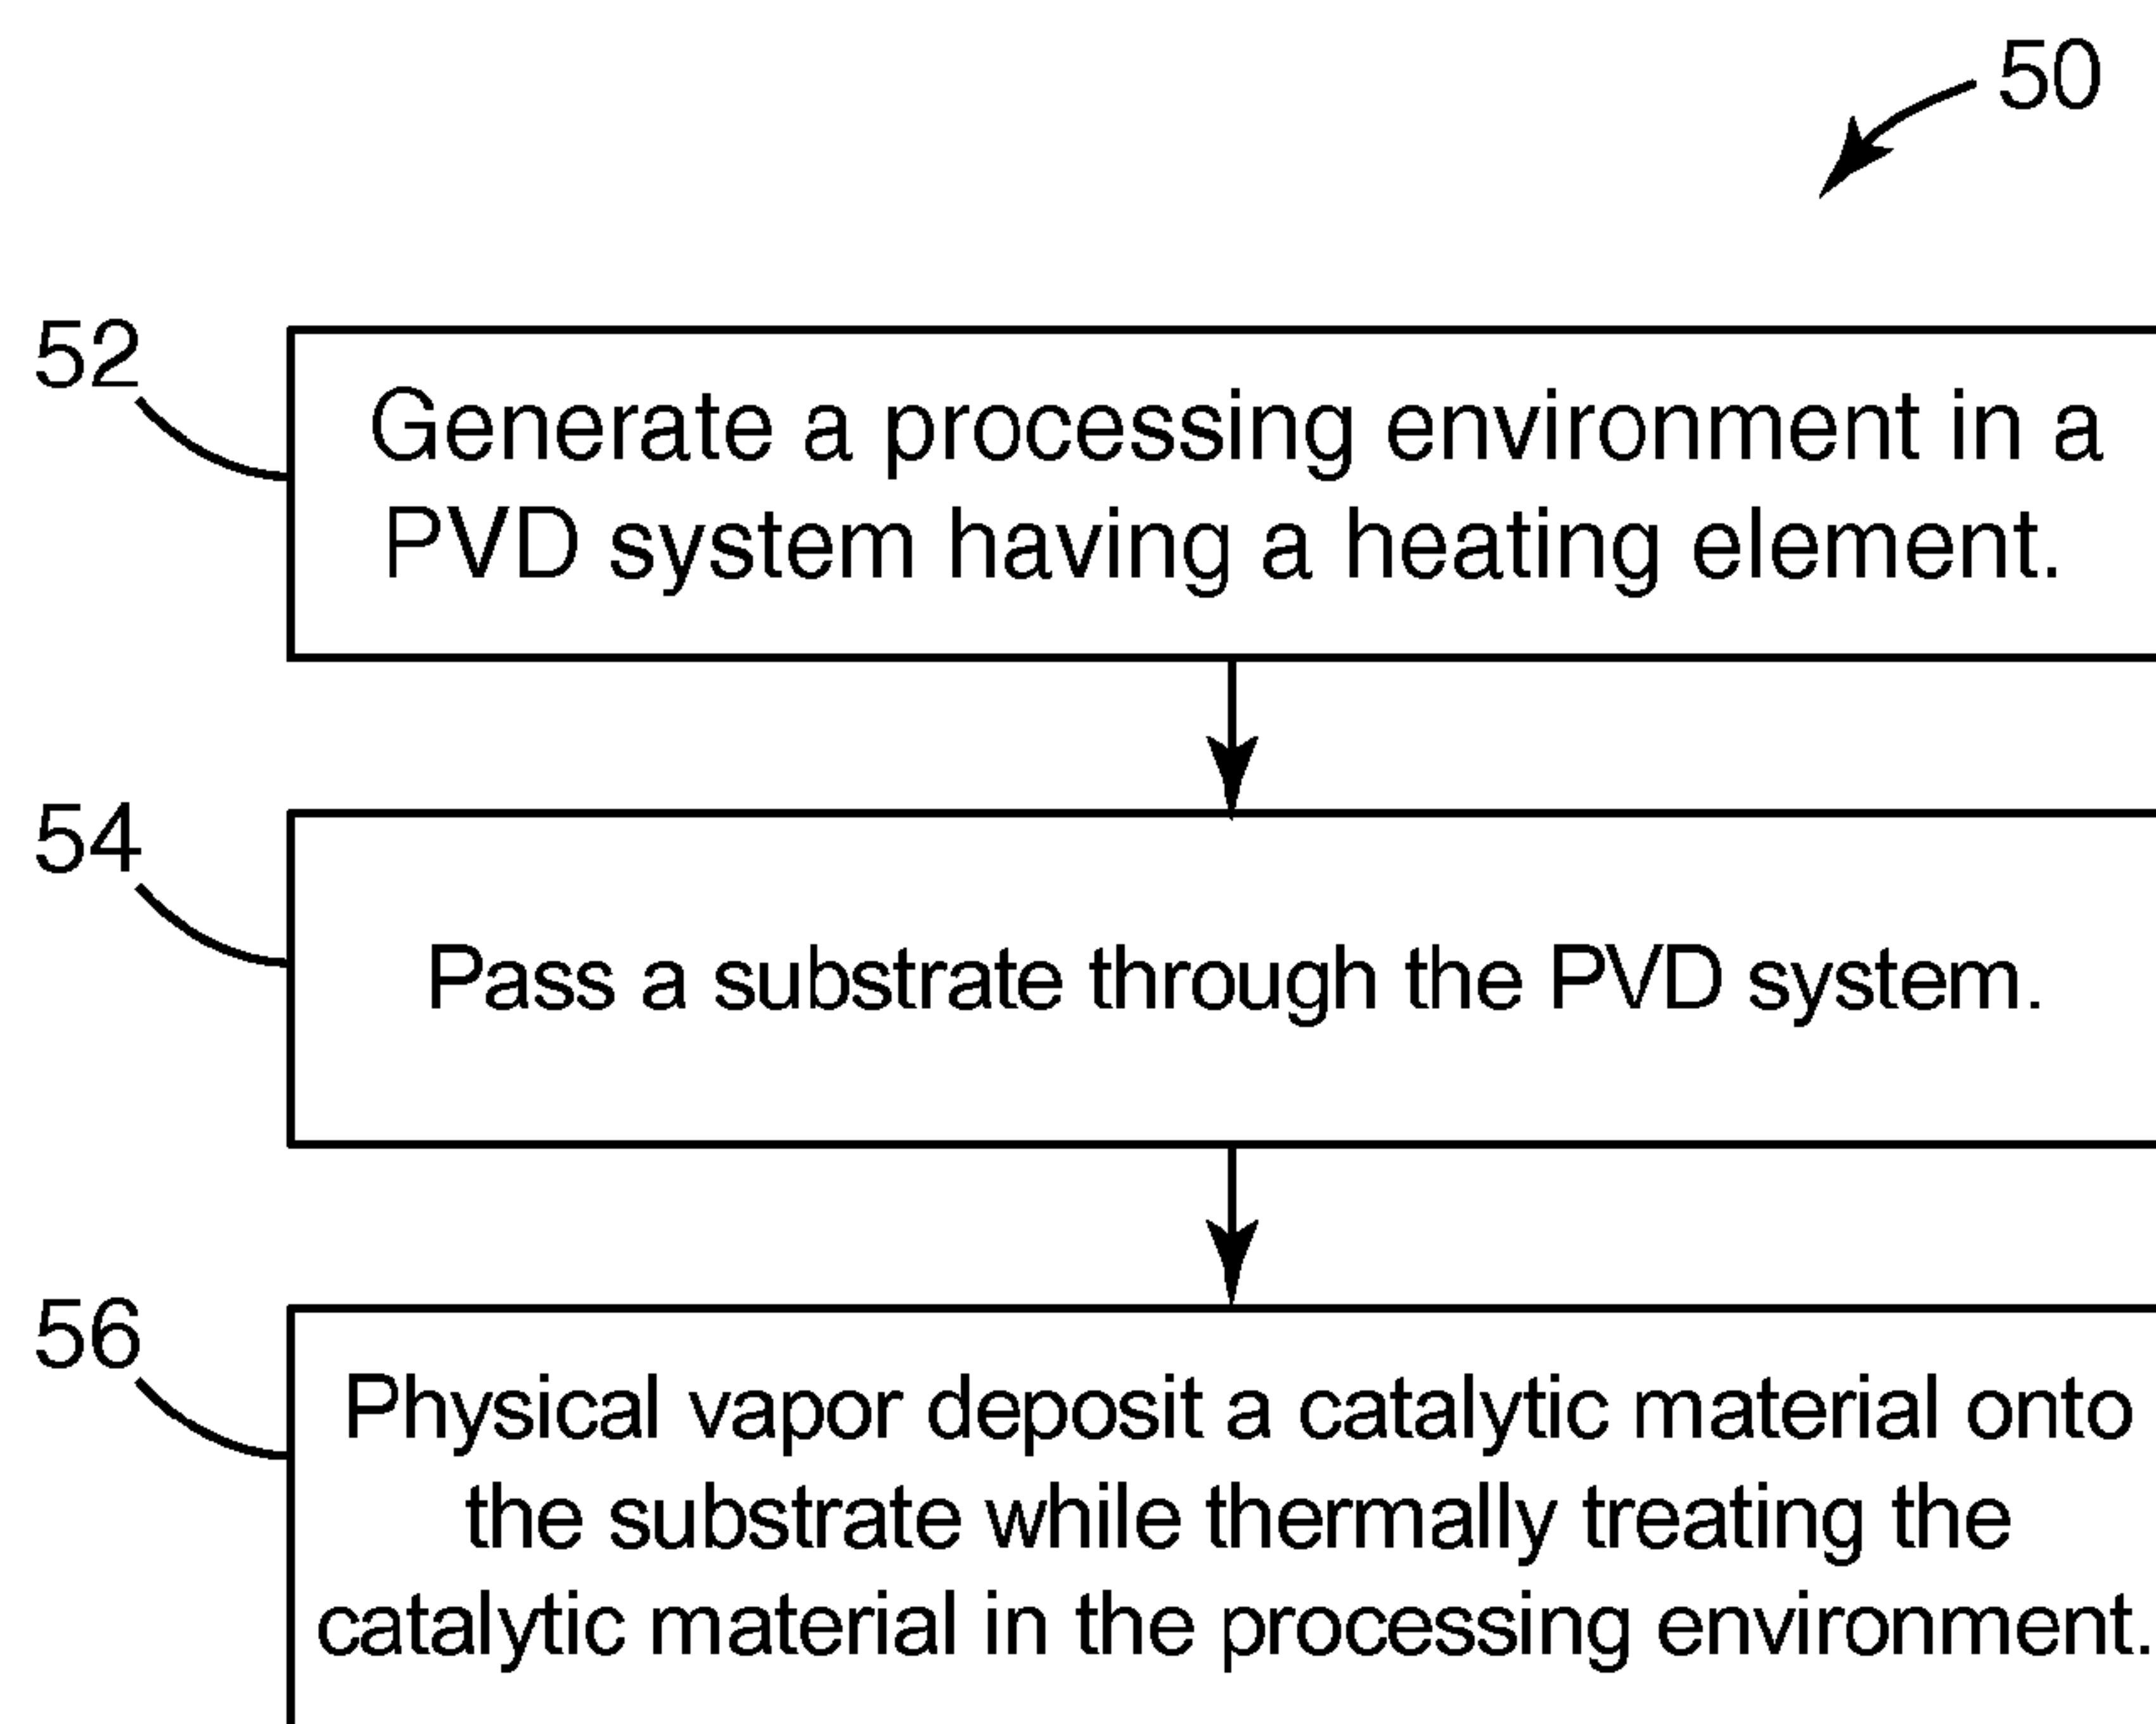 50
52
Generate a processing environment in a
PVD system having a heating element.
54
Pass a substrate through the PVD system.
56
Physical vapor deposit a catalytic material onto
the substrate while thermally treating the
catalytic material in the processing environment.